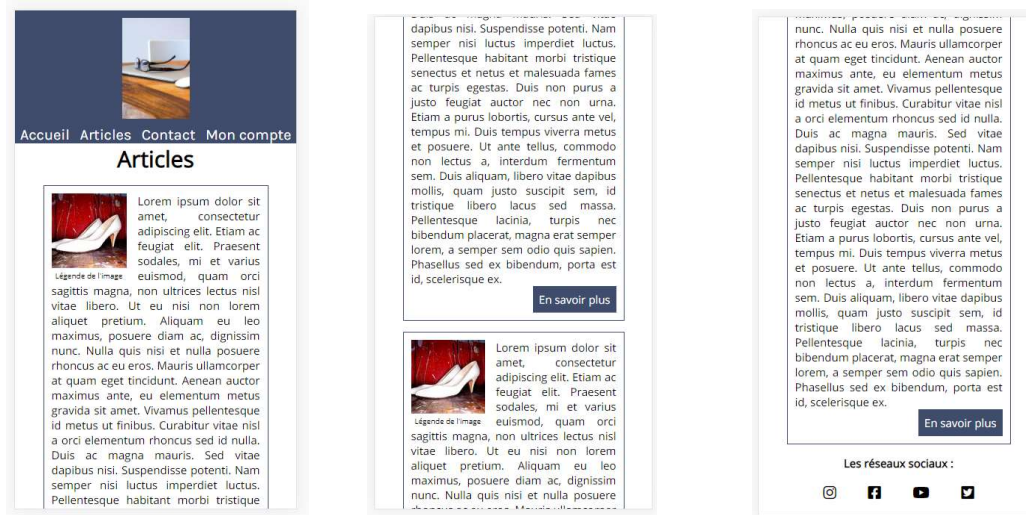 Accueil Articles Contact Mon compte
Articles
Lorem ipsum dolor sit
amet, consectetur
adipiscing elit. Etiam ac
feugiat elit. Praesent
sodales, mi et varius
Légende de l'image
euismod, quam orci
sagittis magna, non ultrices lectus nisl
vitae libero. Ut eu nisi non lorem
aliquet pretium. Aliquam eu leo
maximus, posuere diam ac, dignissim
nunc. Nulla quis nisi et nulla posuere
rhoncus ac eu eros. Mauris ullamcorper
at quam eget tincidunt. Aenean auctor
maximus ante, eu elementum metus
gravida sit amet. Vivamus pellentesque
id metus ut finibus. Curabitur vitae nisl
a orci elementum rhoncus sed id nulla.
Duis ac magna mauris. Sed vitae
dapibus nisi. Suspendisse potenti. Nam
semper nisi luctus imperdiet luctus.
Pellentesque habitant morbi tristique
Duis ac magna mauris. Sed vitae
dapibus nisi. Suspendisse potenti. Nam
semper nisi luctus imperdiet luctus.
Pellentesque habitant morbi tristique
senectus et netus et malesuada fames
ac turpis egestas. Duis non purus a
justo feugiat auctor nec non urna.
Etiam a purus lobortis, cursus ante vel,
tempus mi. Duis tempus viverra metus
et posuere. Ut ante tellus, commodo
non lectus a, interdum fermentum
sem. Duis aliquam, libero vitae dapibus
mollis, quam justo suscipit sem, id
tristique libero lacus sed massa.
Pellentesque lacinia, turpis nec
bibendum placerat, magna erat semper
lorem, a semper sem odio quis sapien.
Phasellus sed ex bibendum, porta est
id, scelerisque ex.
En savoir plus
Lorem ipsum dolor sit
amet, consectetur
adipiscing elit. Etiam ac
feugiat elit. Praesent
sodales, mi et varius
Légende de l'image
euismod, quam orci
sagittis magna, non ultrices lectus nisl
vitae libero. Ut eu nisi non lorem
aliquet pretium. Aliquam eu leo
maximus, posuere diam ac, dignissim
nunc. Nulla quis nisi et nulla posuere
rhoncus ac eu eros. Mauris ullamcorper
maximus, posuere diam ac, dignissim
nunc. Nulla quis nisi et nulla posuere
rhoncus ac eu eros. Mauris ullamcorper
at quam eget tincidunt. Aenean auctor
maximus ante, eu elementum metus
gravida sit amet. Vivamus pellentesque
id metus ut finibus. Curabitur vitae nisl
a orci elementum rhoncus sed id nulla.
Duis ac magna mauris. Sed vitae
dapibus nisi. Suspendisse potenti. Nam
semper nisi luctus imperdiet luctus.
Pellentesque habitant morbi tristique
senectus et netus et malesuada fames
ac turpis egestas. Duis non purus a
justo feugiat auctor nec non urna.
Etiam a purus lobortis, cursus ante vel,
tempus mi. Duis tempus viverra metus
et posuere. Ut ante tellus, commodo
non lectus a, interdum fermentum
sem. Duis aliquam, libero vitae dapibus
mollis, quam justo suscipit sem, id
tristique libero lacus sed massa.
Pellentesque lacinia, turpis nec
bibendum placerat, magna erat semper
lorem, a semper sem odio quis sapien.
Phasellus sed ex bibendum, porta est
id, scelerisque ex.
En savoir plus
Les réseaux sociaux :